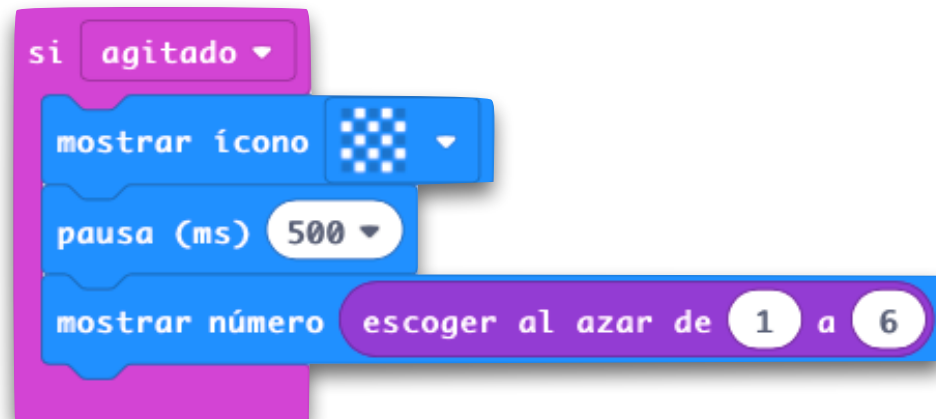 si agitado
mostrar ícono
pausa (ms) 500
mostrar número escoger al azar de 1 a 6